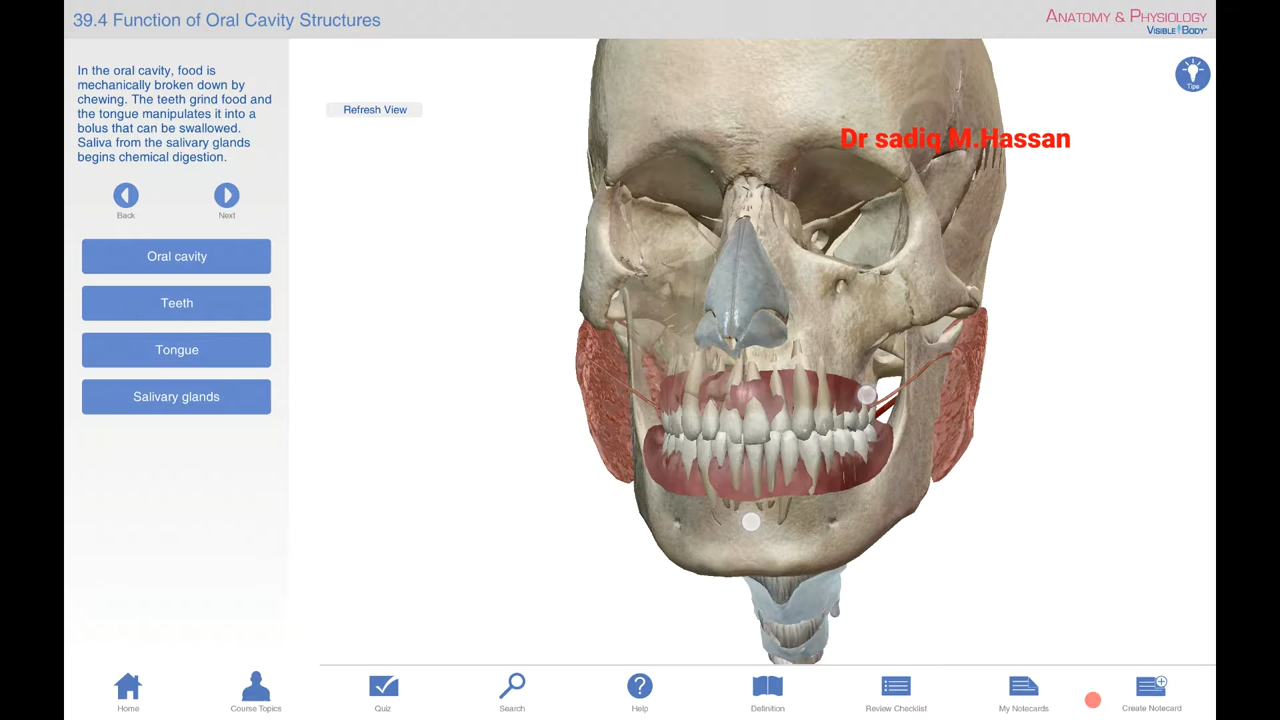 39.4 Function of Oral Cavity Structures
ANATOMY & PHYSIOLOGY
VISIBLE BODY
In the oral cavity, food is
mechanically broken down by
chewing. The teeth grind food and
the tongue manipulates it into a
bolus that can be swallowed.
Saliva from the salivary glands
begins chemical digestion.
Back
Next
Oral cavity
Teeth
Tongue
Salivary glands
Refresh View
Tips
Dr sadiq M.Hassan
Home
Course Topics
Quiz
Search
Help
Definition
Review Checklist
My Notecards
Create Notecard